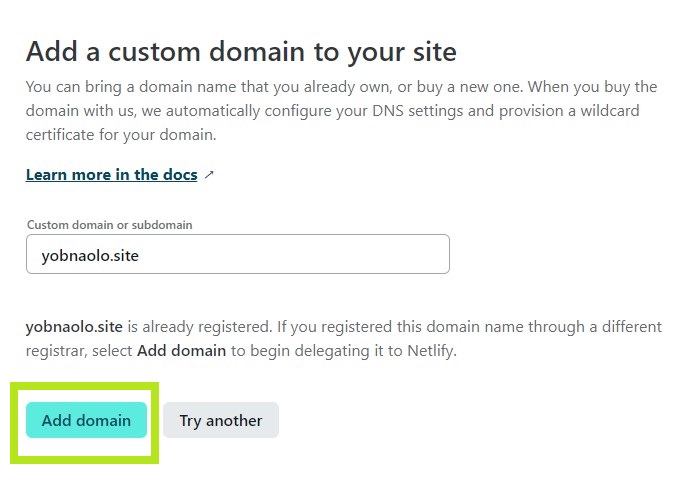 Add a custom domain to your site
You can bring a domain name that you already own, or buy a new one. When you buy the
domain with us, we automatically configure your DNS settings and provision a wildcard
certificate for your domain.
Learn more in the docs ↗
Custom domain or subdomain
yobnaolo.site
yobnaolo.site is already registered. If you registered this domain name through a different
registrar, select Add domain to begin delegating it to Netlify.
Add domain Try another